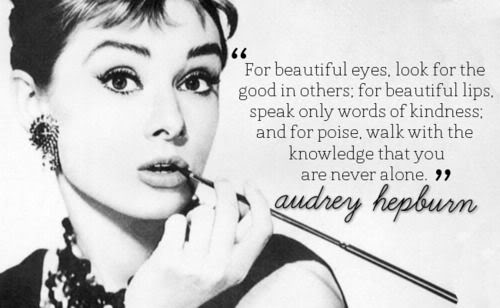 “For beautiful eyes, look for the
good in others; for beautiful lips,
speak only words of kindness;
and for poise, walk with the
knowledge that you
are never alone.”
audrey hepburn